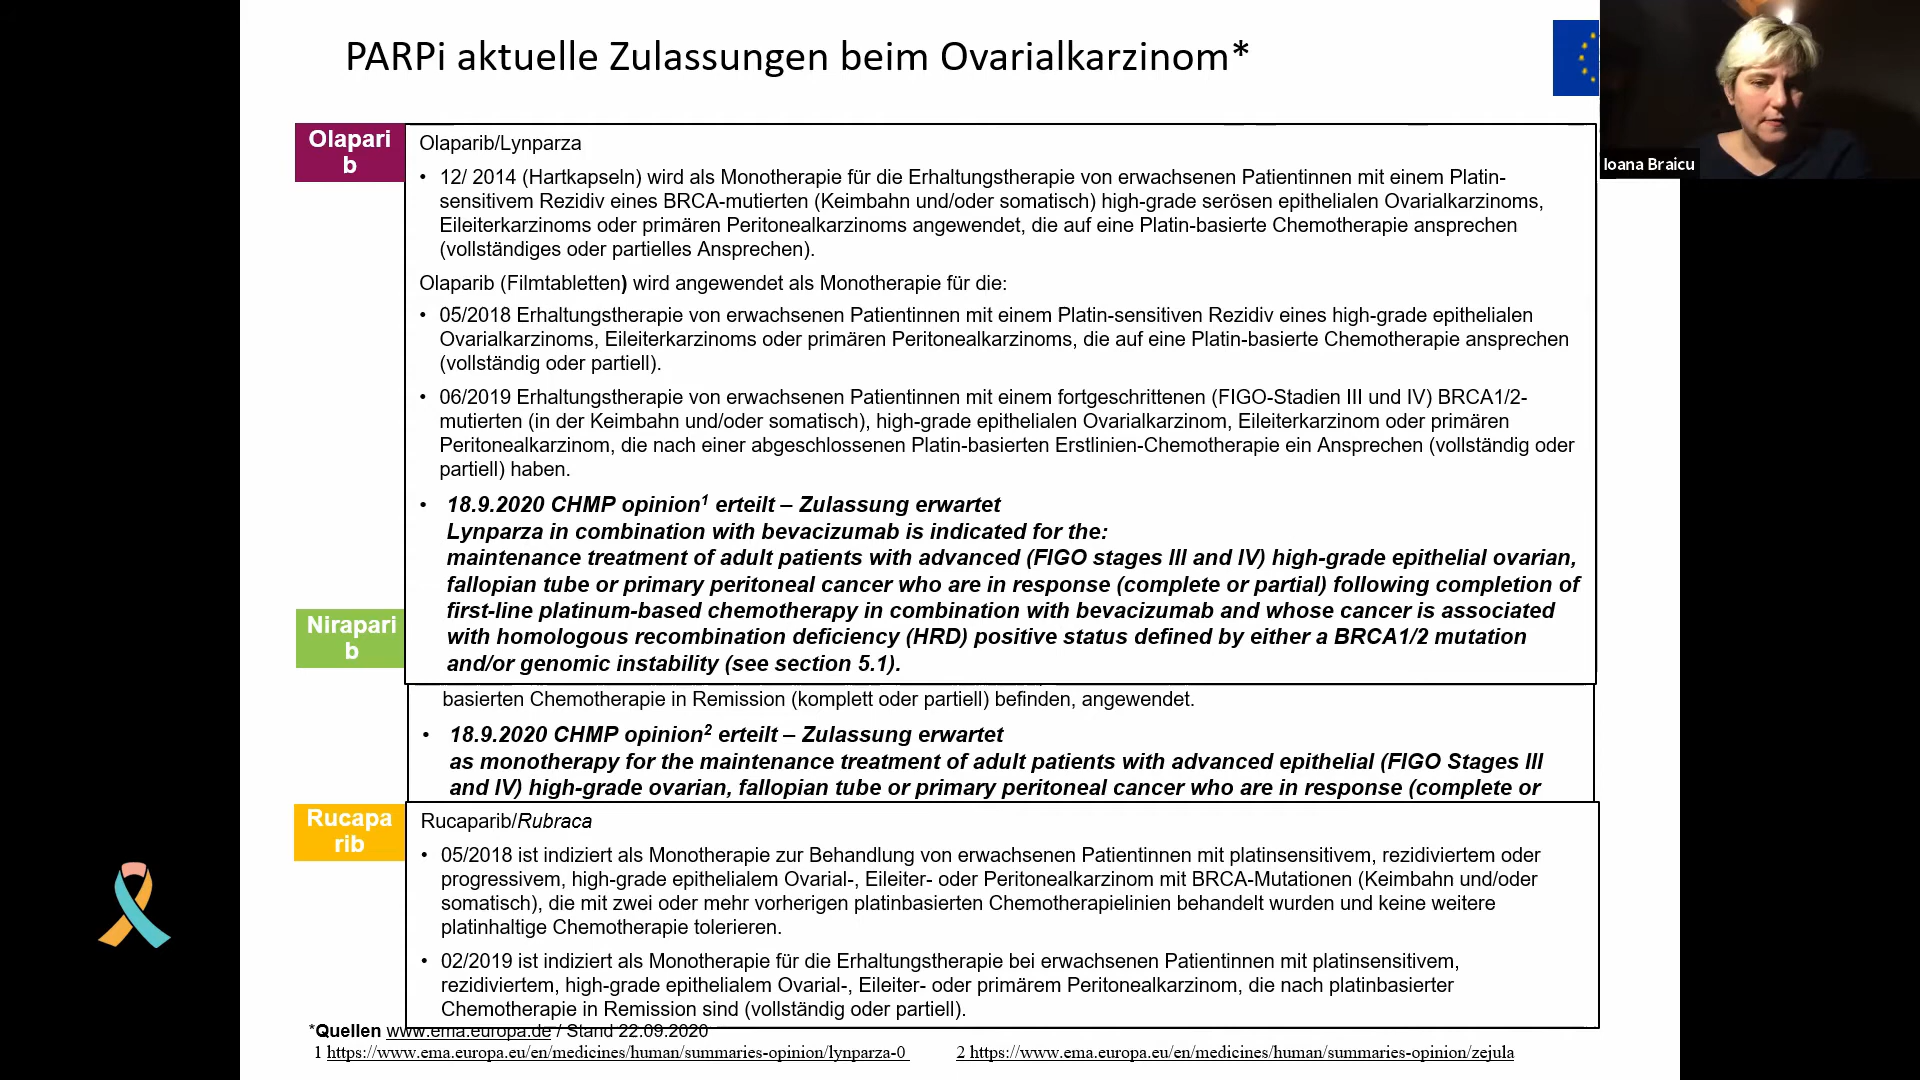 PARPi aktuelle Zulassungen beim Ovarialkarzinom*
Ioana Braicu
Olapari
b
Olaparib/Lynparza
• 12/ 2014 (Hartkapseln) wird als Monotherapie für die Erhaltungstherapie von erwachsenen Patientinnen mit einem Platin-
sensitivem Rezidiv eines BRCA-mutierten (Keimbahn und/oder somatisch) high-grade serösen epithelialen Ovarialkarzinoms,
Eileiterkarzinoms oder primären Peritonealkarzinoms angewendet, die auf eine Platin-basierte Chemotherapie ansprechen
(vollständiges oder partielles Ansprechen).
Olaparib (Filmtabletten) wird angewendet als Monotherapie für die:
• 05/2018 Erhaltungstherapie von erwachsenen Patientinnen mit einem Platin-sensitiven Rezidiv eines high-grade epithelialen
Ovarialkarzinoms, Eileiterkarzinoms oder primären Peritonealkarzinoms, die auf eine Platin-basierte Chemotherapie ansprechen
(vollständig oder partiell).
• 06/2019 Erhaltungstherapie von erwachsenen Patientinnen mit einem fortgeschrittenen (FIGO-Stadien III und IV) BRCA1/2-
mutierten (in der Keimbahn und/oder somatisch), high-grade epithelialen Ovarialkarzinom, Eileiterkarzinom oder primären
Peritonealkarzinom, die nach einer abgeschlossenen Platin-basierten Erstlinien-Chemotherapie ein Ansprechen (vollständig oder
partiell) haben.
• 18.9.2020 CHMP opinion¹ erteilt – Zulassung erwartet
Lynparza in combination with bevacizumab is indicated for the:
maintenance treatment of adult patients with advanced (FIGO stages III and IV) high-grade epithelial ovarian,
fallopian tube or primary peritoneal cancer who are in response (complete or partial) following completion of
first-line platinum-based chemotherapy in combination with bevacizumab and whose cancer is associated
with homologous recombination deficiency (HRD) positive status defined by either a BRCA1/2 mutation
and/or genomic instability (see section 5.1).
Nirapari
b
basierten Chemotherapie in Remission (komplett oder partiell) befinden, angewendet.
• 18.9.2020 CHMP opinion² erteilt – Zulassung erwartet
as monotherapy for the maintenance treatment of adult patients with advanced epithelial (FIGO Stages III
and IV) high-grade ovarian, fallopian tube or primary peritoneal cancer who are in response (complete or
Rucapa
rib
Rucaparib/Rubraca
• 05/2018 ist indiziert als Monotherapie zur Behandlung von erwachsenen Patientinnen mit platinsensitivem, rezidiviertem oder
progressivem, high-grade epithelialem Ovarial-, Eileiter- oder Peritonealkarzinom mit BRCA-Mutationen (Keimbahn und/oder
somatisch), die mit zwei oder mehr vorherigen platinbasierten Chemotherapielinien behandelt wurden und keine weitere
platinhaltige Chemotherapie tolerieren.
• 02/2019 ist indiziert als Monotherapie für die Erhaltungstherapie bei erwachsenen Patientinnen mit platinsensitivem,
rezidiviertem, high-grade epithelialem Ovarial-, Eileiter- oder primärem Peritonealkarzinom, die nach platinbasierter
Chemotherapie in Remission sind (vollständig oder partiell).
*Quellen www.ema.europa.de / Stand 22.09.2020
1 https://www.ema.europa.eu/en/medicines/human/summaries-opinion/lynparza-0 2 https://www.ema.europa.eu/en/medicines/human/summaries-opinion/zejula